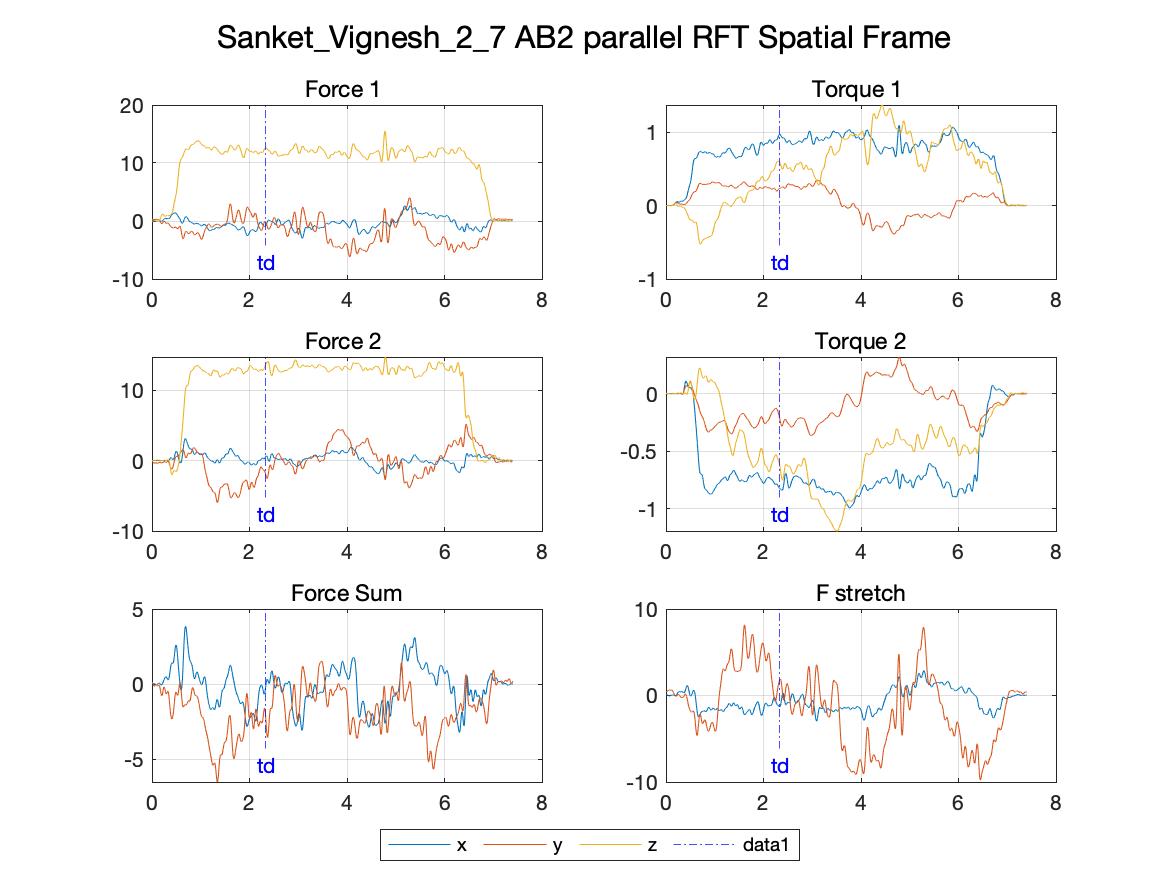 Sanket_Vignesh_2_7 AB2 parallel RFT Spatial Frame
Force 1
20
10
0
-10
td
0 2 4 6 8
Torque 1
1
0
-1
td
0 2 4 6 8
Force 2
10
0
-10
td
0 2 4 6 8
Torque 2
0
-0.5
-1
td
0 2 4 6 8
Force Sum
5
0
-5
td
0 2 4 6 8
F stretch
10
0
-10
td
0 2 4 6 8
x y z data1